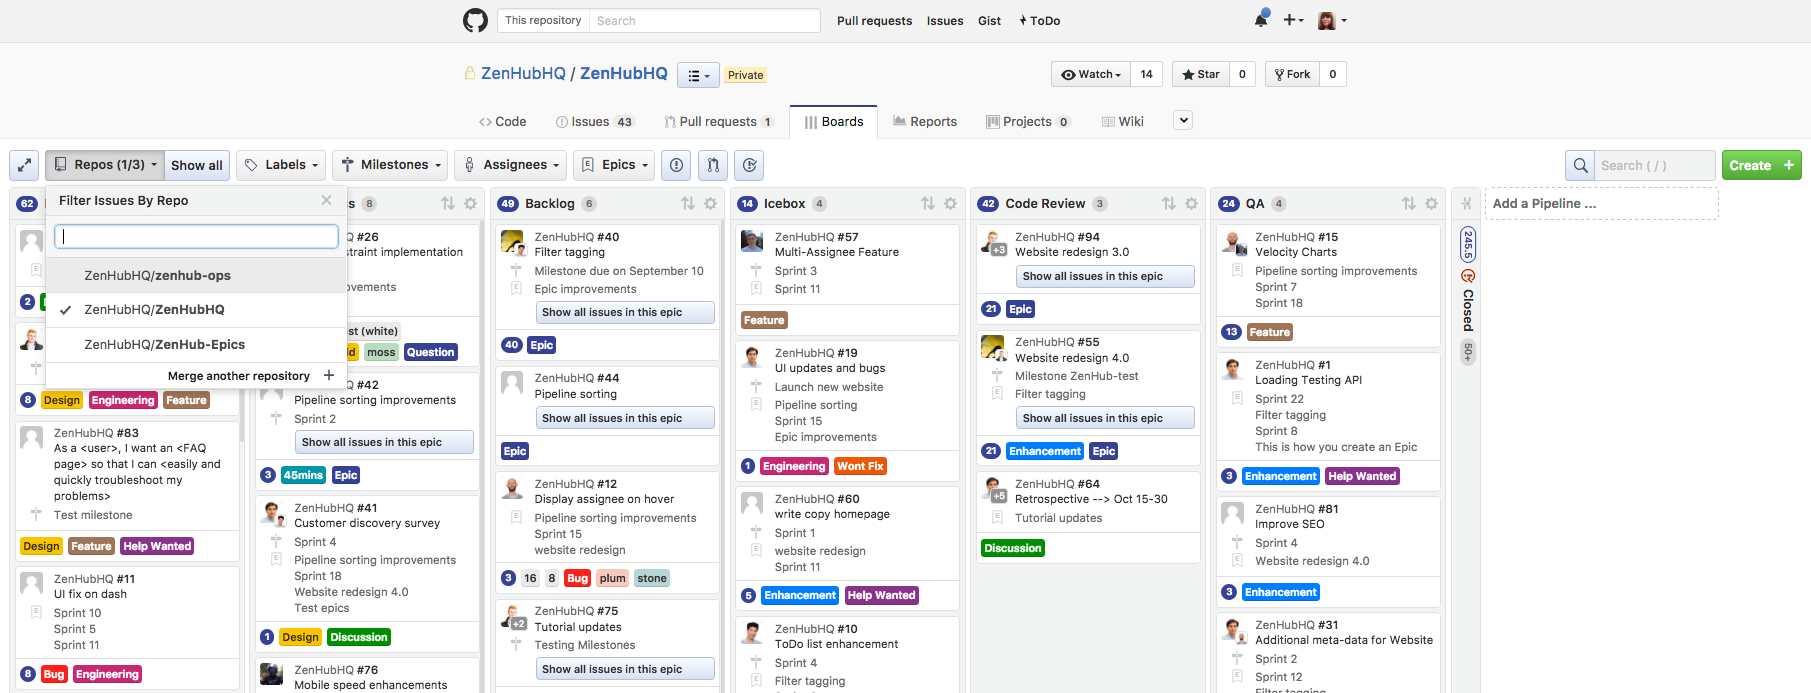 This repository Search Pull requests Issues Gist ToDo
ZenHubHQ / ZenHubHQ Private
Watch 14 Star 0 Fork 0
Code Issues 43 Pull requests 1 Boards Reports Projects 0 Wiki
Repos (1/3) Show all Labels Milestones Assignees Epics Search ( / ) Create +
Filter Issues By Repo
ZenHubHQ/zenhub-ops
ZenHubHQ/ZenHubHQ
ZenHubHQ/ZenHub-Epics
Merge another repository +
62
2
8 Design Engineering Feature
ZenHubHQ #83
As a <user>, I want an <FAQ
page> so that I can <easily and
quickly troubleshoot my
problems>
Test milestone
Design Feature Help Wanted
ZenHubHQ #11
UI fix on dash
Sprint 10
Sprint 5
Sprint 11
8 Bug Engineering
8
#26
straint implementation
vements
(white)
moss Question
#42
Pipeline sorting improvements
Sprint 2
Show all issues in this epic
3 45mins Epic
ZenHubHQ #41
Customer discovery survey
Sprint 4
Pipeline sorting improvements
Sprint 18
Website redesign 4.0
Test epics
1 Design Discussion
ZenHubHQ #76
Mobile speed enhancements
49 Backlog 6
ZenHubHQ #40
Filter tagging
Milestone due on September 10
Epic improvements
Show all issues in this epic
40 Epic
ZenHubHQ #44
Pipeline sorting
Show all issues in this epic
Epic
ZenHubHQ #12
Display assignee on hover
Pipeline sorting improvements
Sprint 15
website redesign
3 16 8 Bug plum stone
+2
ZenHubHQ #75
Tutorial updates
Testing Milestones
Show all issues in this epic
14 Icebox 4
ZenHubHQ #57
Multi-Assignee Feature
Sprint 3
Sprint 11
Feature
ZenHubHQ #19
UI updates and bugs
Launch new website
Pipeline sorting
Sprint 15
Epic improvements
1 Engineering Wont Fix
ZenHubHQ #60
write copy homepage
Sprint 1
website redesign
Sprint 11
5 Enhancement Help Wanted
ZenHubHQ #10
ToDo list enhancement
Sprint 4
Filter tagging
42 Code Review 3
+3
ZenHubHQ #94
Website redesign 3.0
Show all issues in this epic
21 Epic
ZenHubHQ #55
Website redesign 4.0
Milestone ZenHub-test
Filter tagging
Show all issues in this epic
21 Enhancement Epic
+5
ZenHubHQ #64
Retrospective --> Oct 15-30
Tutorial updates
Discussion
24 QA 4
ZenHubHQ #15
Velocity Charts
Pipeline sorting improvements
Sprint 7
Sprint 18
13 Feature
ZenHubHQ #1
Loading Testing API
Sprint 22
Filter tagging
Sprint 8
This is how you create an Epic
3 Enhancement Help Wanted
ZenHubHQ #81
Improve SEO
Sprint 4
Website redesign 4.0
3 Enhancement
ZenHubHQ #31
Additional meta-data for Website
Sprint 2
Sprint 12
Filter tagging
245.5
Closed
50+
Add a Pipeline ...